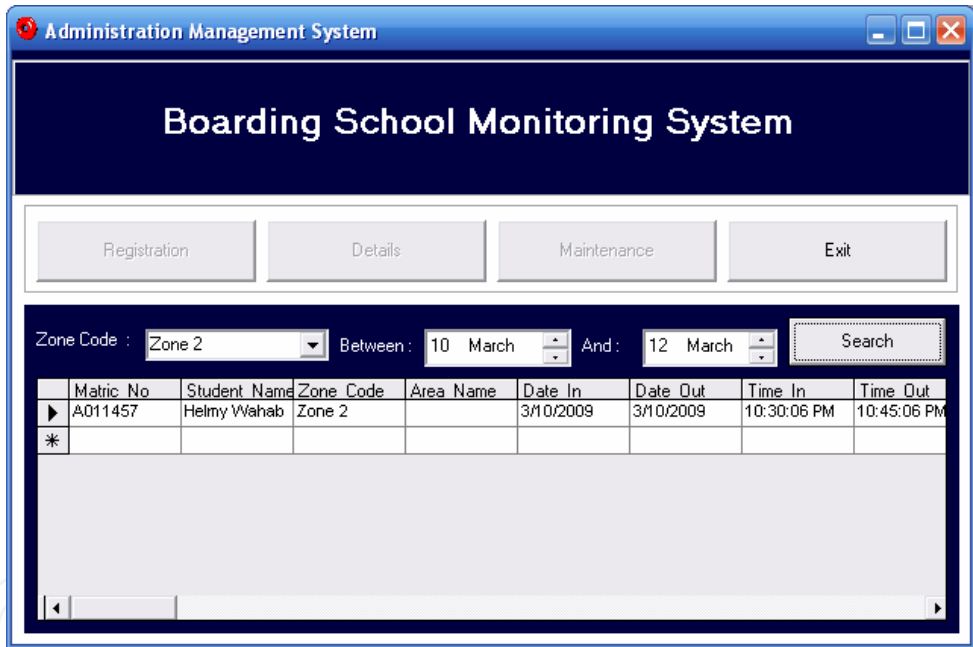 Administration Management System
Boarding School Monitoring System
Registration Details Maintenance Exit
Zone Code : Zone 2 Between : 10 March And : 12 March Search
Matric No Student Name Zone Code Area Name Date In Date Out Time In Time Out
A011457 Helmy Wahab Zone 2 3/10/2009 3/10/2009 10:30:06 PM 10:45:06 PM